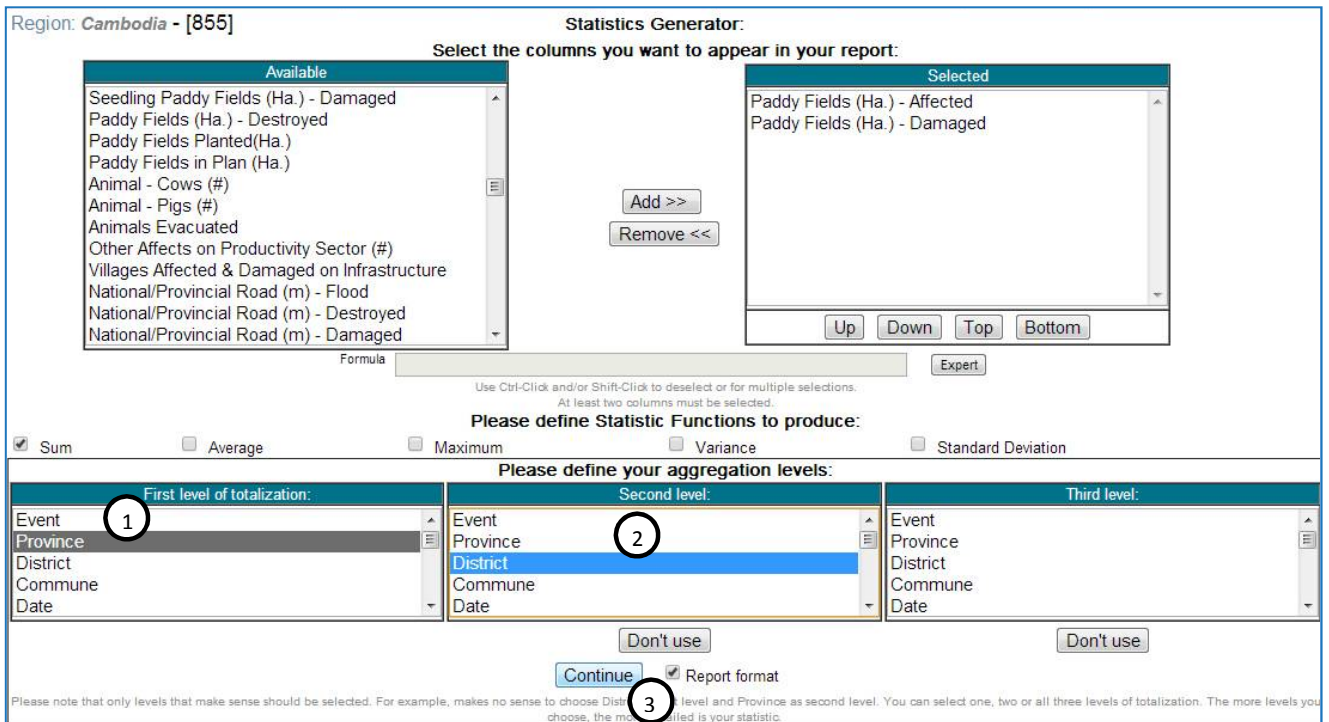 Region: Cambodia - [855]
Statistics Generator:
Select the columns you want to appear in your report:
Available
Seedling Paddy Fields (Ha.) - Damaged
Paddy Fields (Ha.) - Destroyed
Paddy Fields Planted(Ha.)
Paddy Fields in Plan (Ha.)
Animal - Cows (#)
Animal - Pigs (#)
Animals Evacuated
Other Affects on Productivity Sector (#)
Villages Affected & Damaged on Infrastructure
National/Provincial Road (m) - Flood
National/Provincial Road (m) - Destroyed
National/Provincial Road (m) - Damaged
Add >>
Remove <<
Selected
Paddy Fields (Ha.) - Affected
Paddy Fields (Ha.) - Damaged
Up Down Top Bottom
Formula
Expert
Use Ctrl-Click and/or Shift-Click to deselect or for multiple selections.
At least two columns must be selected.
Please define Statistic Functions to produce:
Sum Average Maximum Variance Standard Deviation
Please define your aggregation levels:
First level of totalization:
Event
Province
District
Commune
Date
1
Second level:
Event
Province
District
Commune
Date
2
Third level:
Event
Province
District
Commune
Date
Don't use
Don't use
Continue Report format
3
Please note that only levels that make sense should be selected. For example, makes no sense to choose level and Province as second level. You can select one, two or all three levels of totalization. The more levels you
choose, the is your statistic.